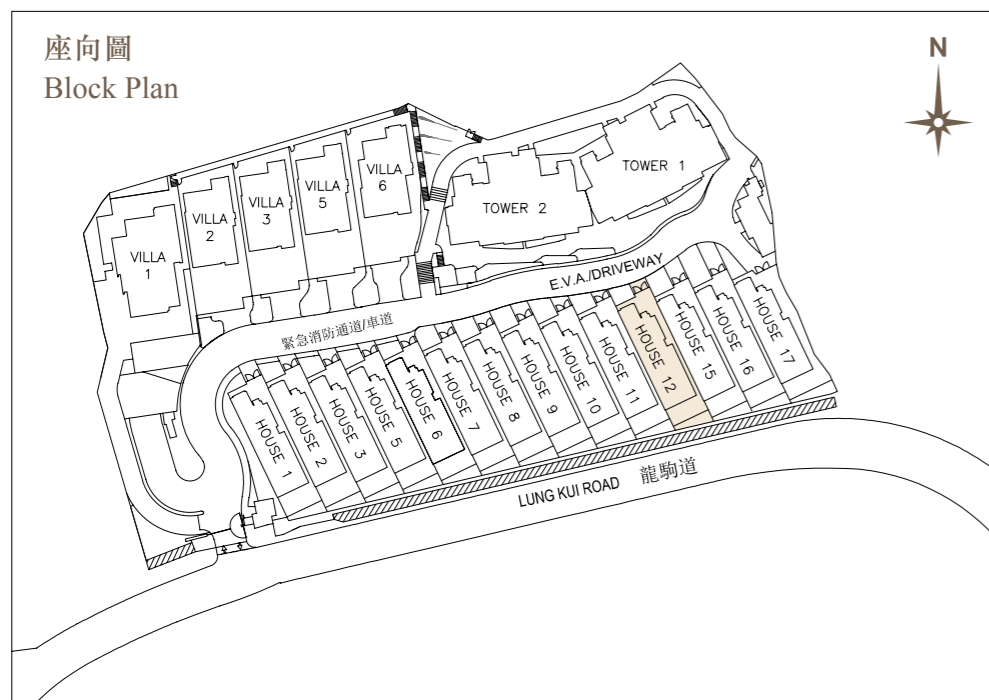 座向圖
Block Plan
N
VILLA
1
VILLA
2
VILLA
3
VILLA
5
VILLA
6
TOWER 2
TOWER 1
E.V.A./DRIVEWAY
緊急消防通道/車道
HOUSE 1
HOUSE 2
HOUSE 3
HOUSE 5
HOUSE 6
HOUSE 7
HOUSE 8
HOUSE 9
HOUSE 10
HOUSE 11
HOUSE 12
HOUSE 15
HOUSE 16
HOUSE 17
LUNG KUI ROAD 龍駒道